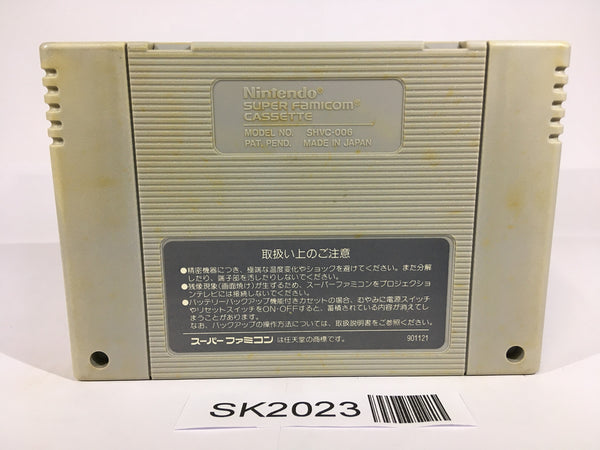 Nintendo®
SUPER FAMICOM®
CASSETTE
MODEL NO. SHVC-006
PAT. PEND. MADE IN JAPAN
取扱い上のご注意
●精密機器につき、極端な温度変化やショックを避けてください。また分解
したり、端子部を汚したりしないでください。
●残像現象（画面焼け）が生ずるため、スーパーファミコンをプロジェクショ
ンテレビには接続しないでください。
●バッテリーバックアップ機能付きカセットの場合、むやみに電源スイッチ
やリセットスイッチをON・OFFすると、蓄積されている内容が消えてし
まうことがあります。
なお、バックアップの操作方法については、取扱説明書をご参照ください。
スーパーファミコンは任天堂の商標です。 901121
SK2023